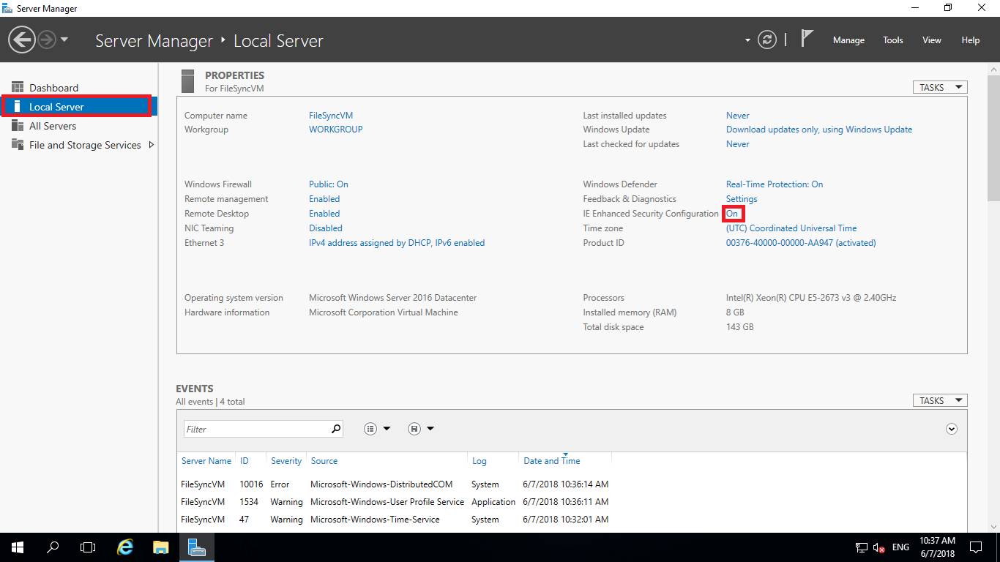 Server Manager
Server Manager ‣ Local Server
Manage Tools View Help
Dashboard
Local Server
All Servers
File and Storage Services
PROPERTIES
For FileSyncVM
TASKS
Computer name FileSyncVM Last installed updates Never
Workgroup WORKGROUP Windows Update Download updates only, using Windows Update
Last checked for updates Never
Windows Firewall Public: On Windows Defender Real-Time Protection: On
Remote management Enabled Feedback & Diagnostics Settings
Remote Desktop Enabled IE Enhanced Security Configuration On
NIC Teaming Disabled Time zone (UTC) Coordinated Universal Time
Ethernet 3 IPv4 address assigned by DHCP, IPv6 enabled Product ID 00376-40000-00000-AA947 (activated)
Operating system version Microsoft Windows Server 2016 Datacenter Processors Intel(R) Xeon(R) CPU E5-2673 v3 @ 2.40GHz
Hardware information Microsoft Corporation Virtual Machine Installed memory (RAM) 8 GB
Total disk space 143 GB
EVENTS
All events | 4 total
TASKS
Filter
Server Name ID Severity Source Log Date and Time
FileSyncVM 10016 Error Microsoft-Windows-DistributedCOM System 6/7/2018 10:36:14 AM
FileSyncVM 1534 Warning Microsoft-Windows-User Profile Service Application 6/7/2018 10:36:11 AM
FileSyncVM 47 Warning Microsoft-Windows-Time-Service System 6/7/2018 10:32:01 AM
ENG 10:37 AM
6/7/2018